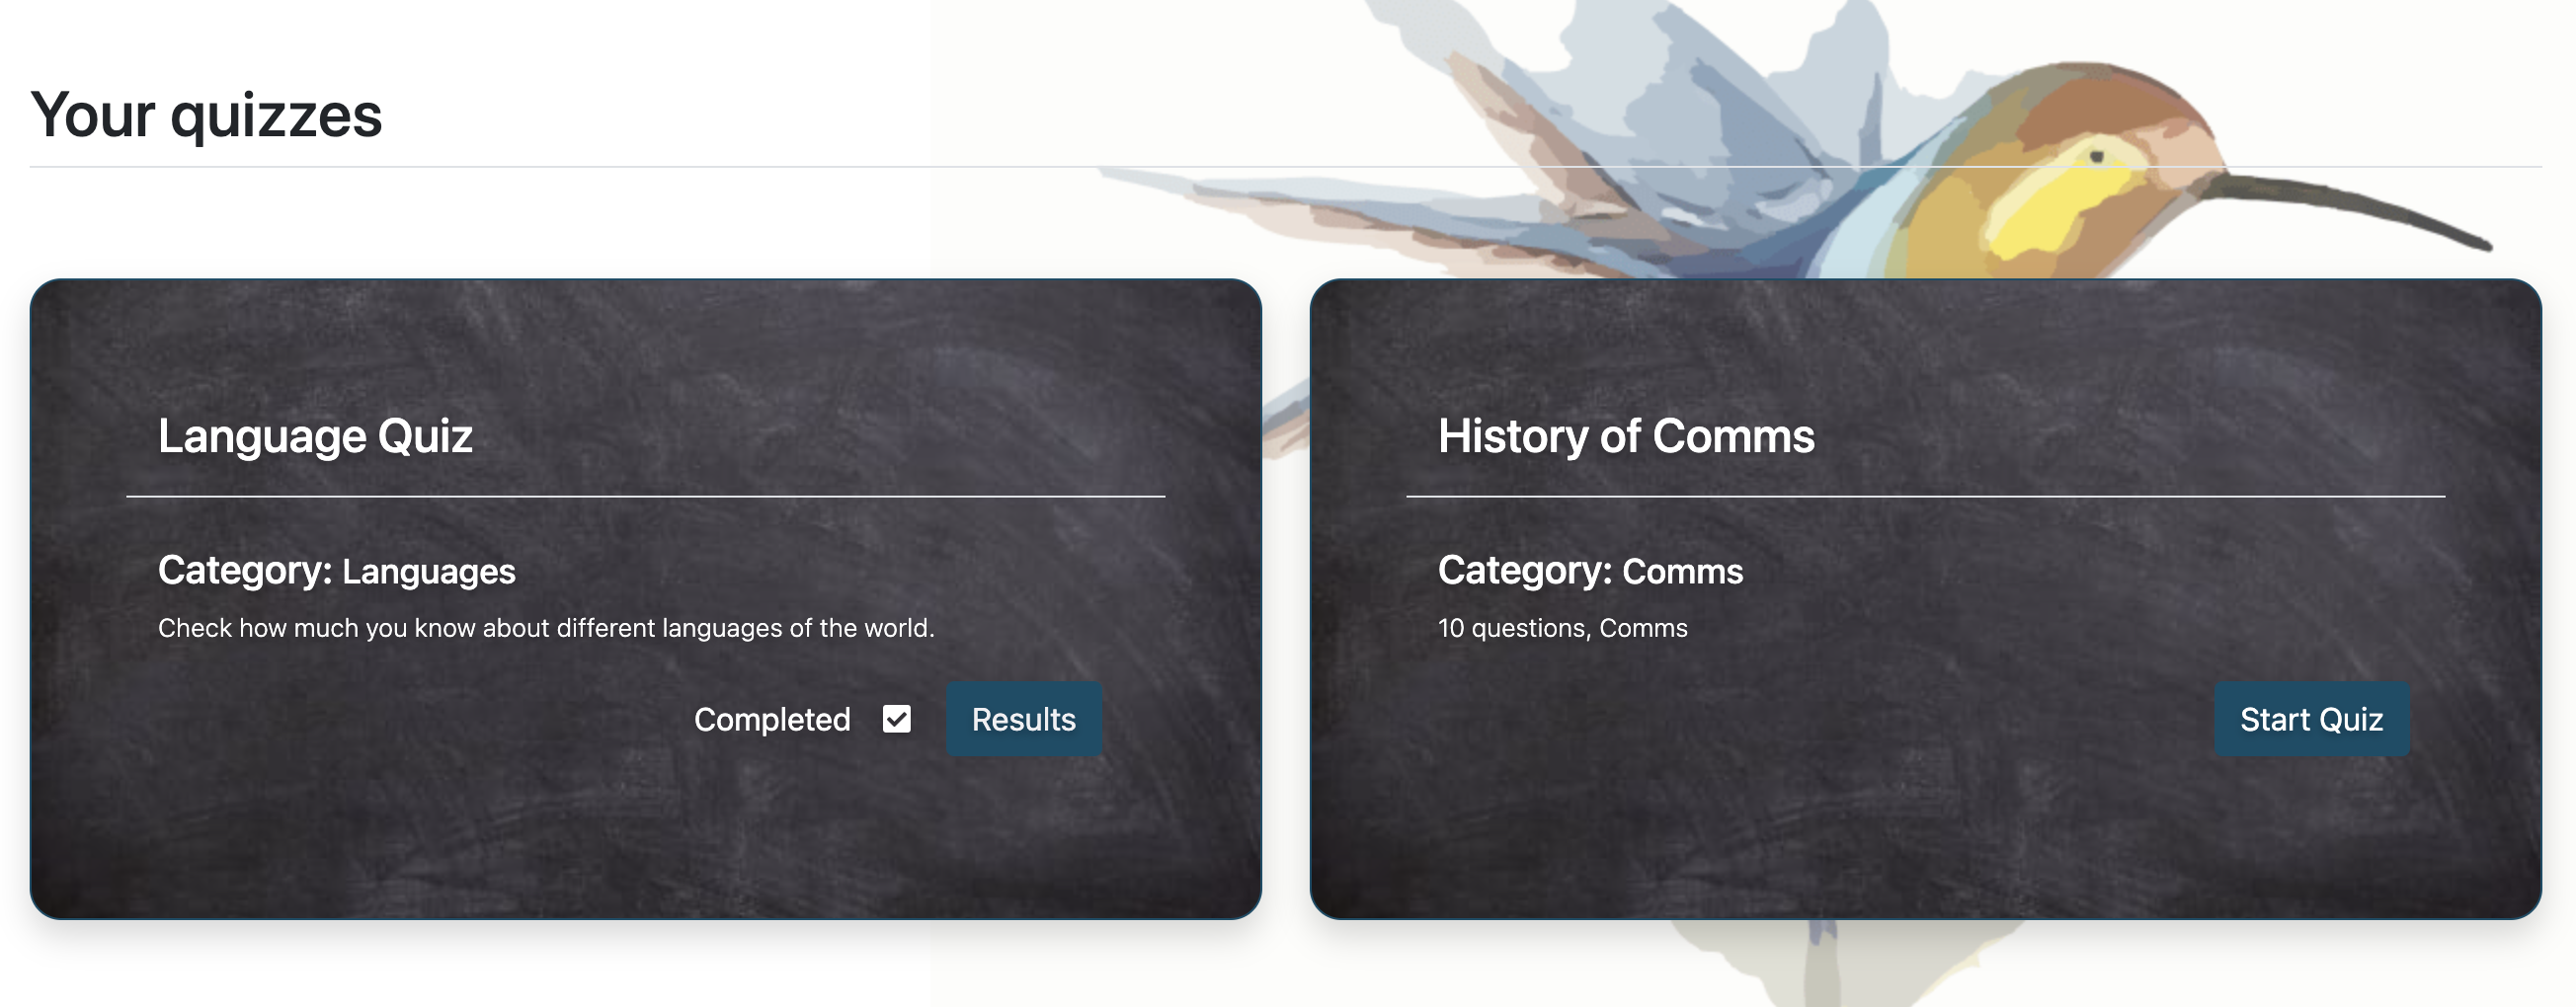 Your quizzes
Language Quiz
Category: Languages
Check how much you know about different languages of the world.
Completed
Results
History of Comms
Category: Comms
10 questions, Comms
Start Quiz